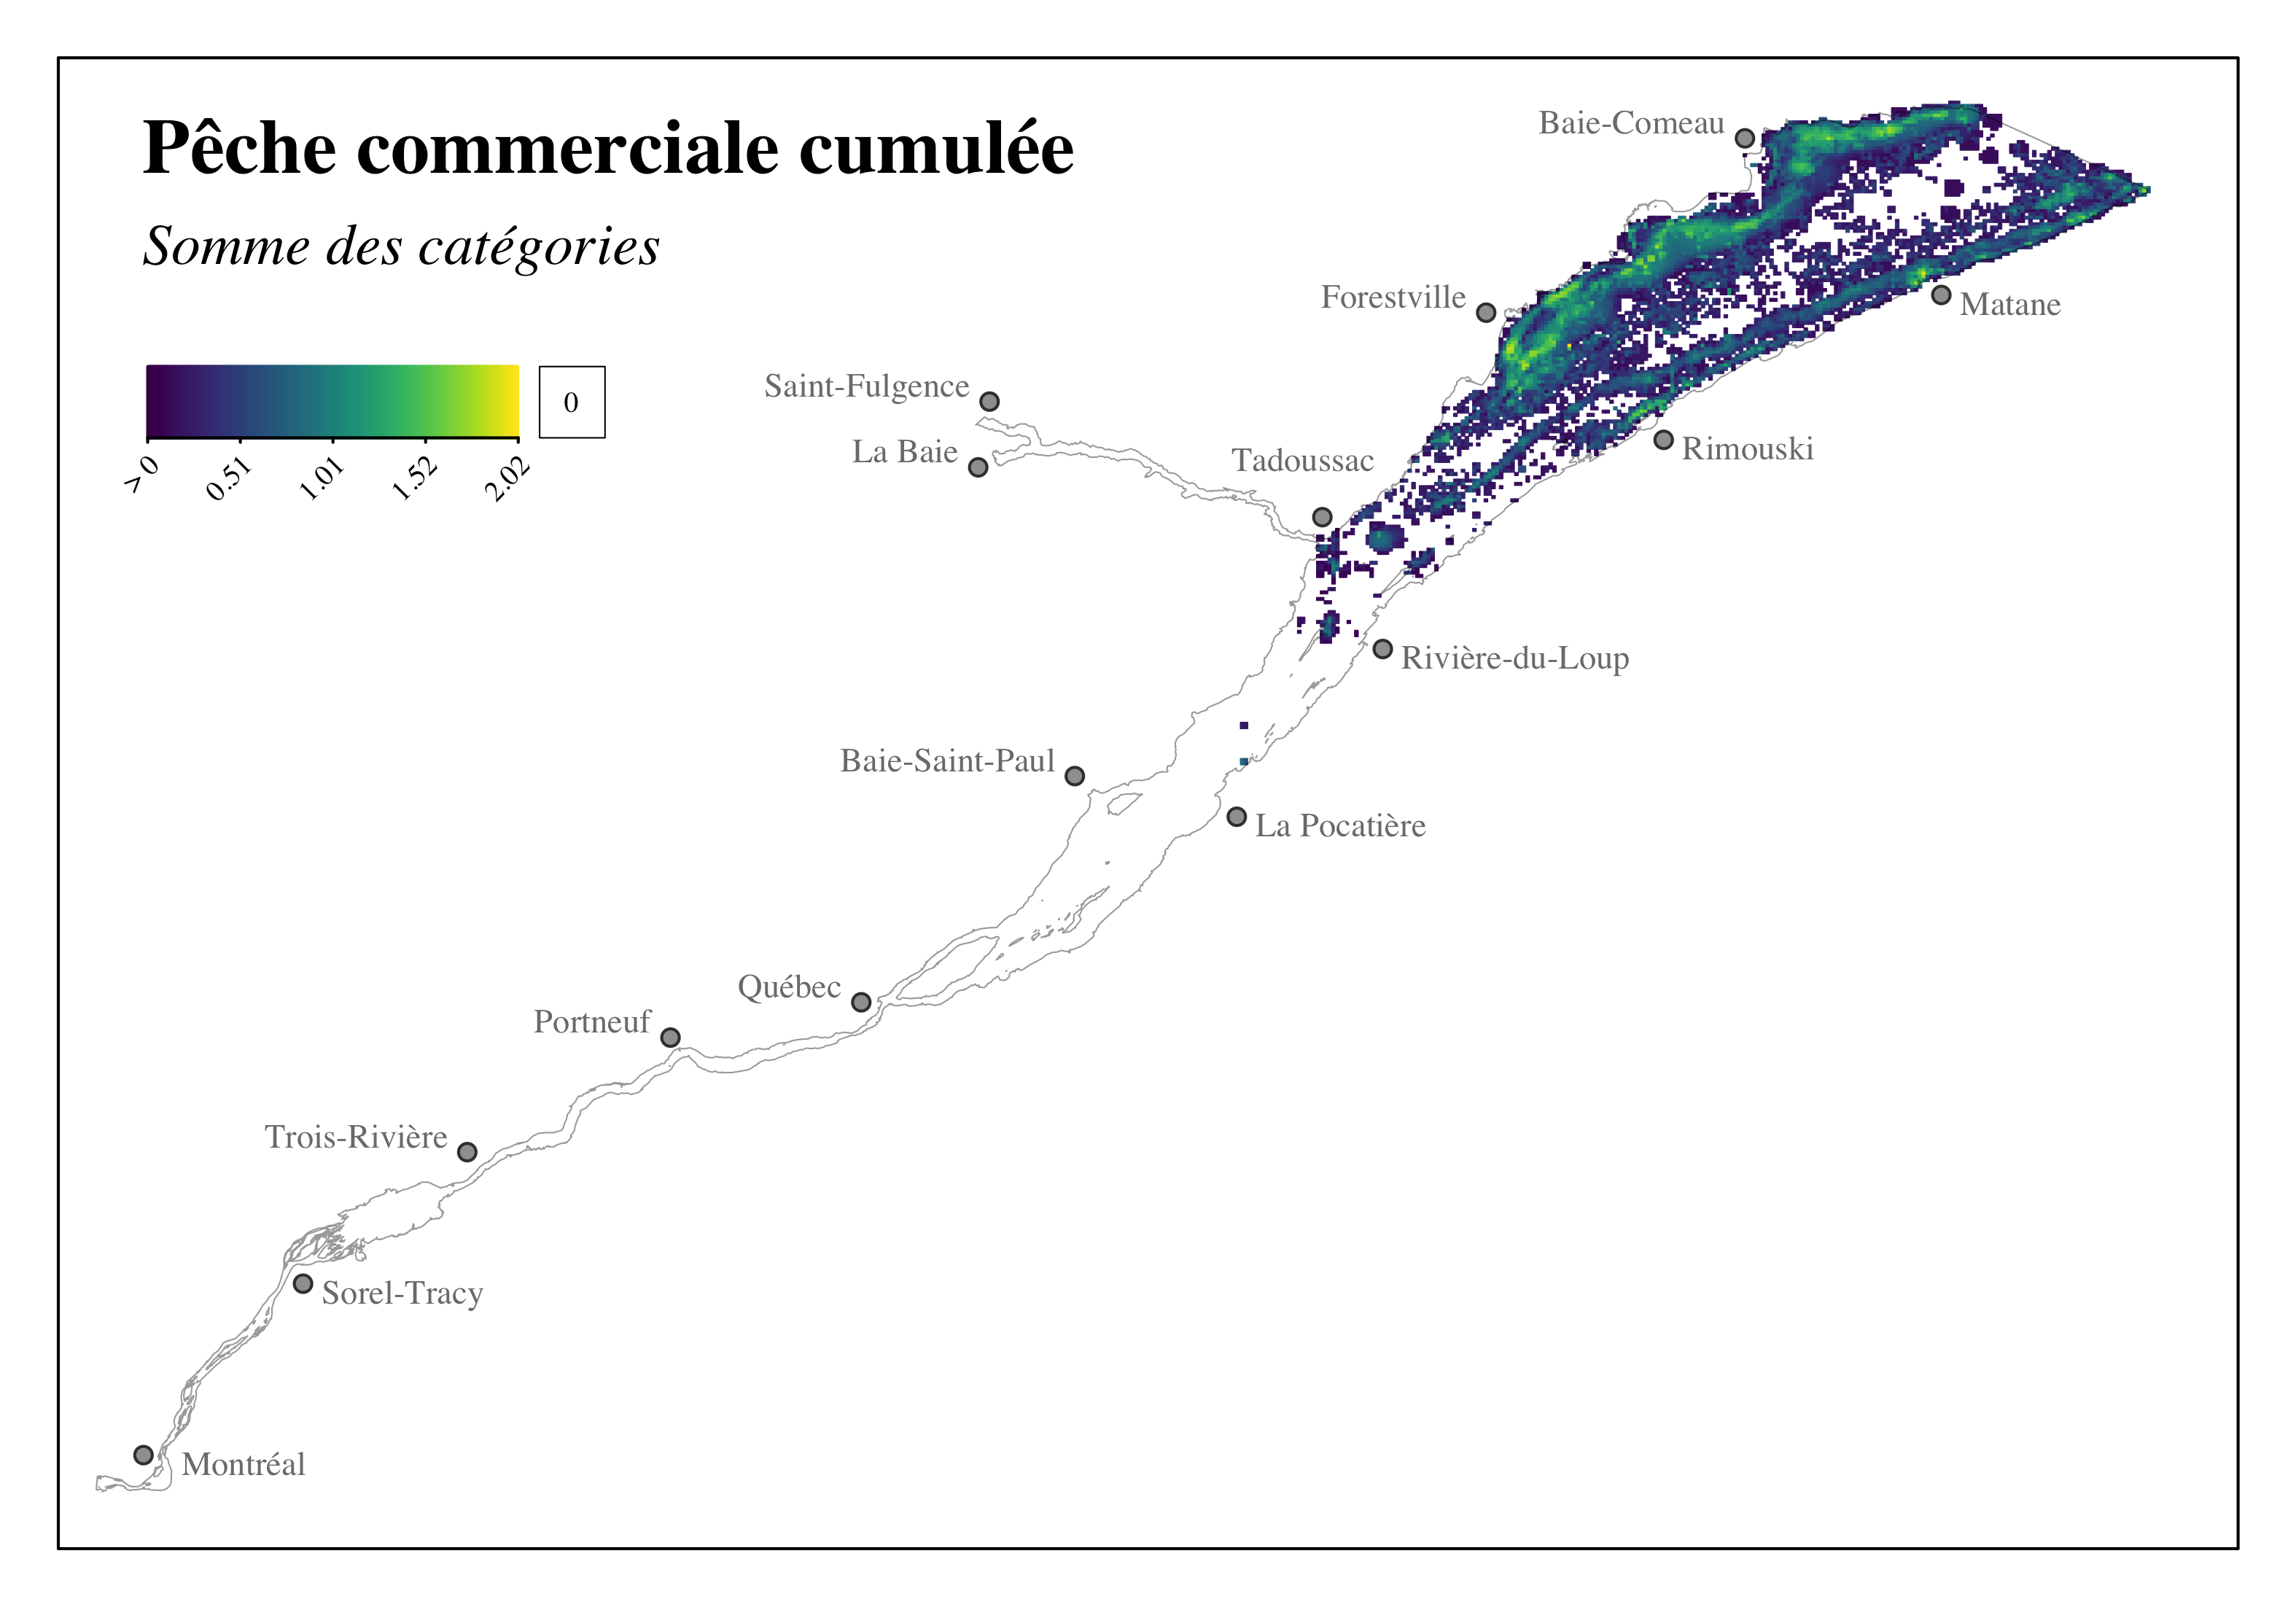 Pêche commerciale cumulée
Somme des catégories
> 0
0.51
1.01
1.52
2.02
0
Baie-Comeau
Forestville
Matane
Saint-Fulgence
La Baie
Tadoussac
Rimouski
Rivière-du-Loup
Baie-Saint-Paul
La Pocatière
Québec
Portneuf
Trois-Rivière
Sorel-Tracy
Montréal